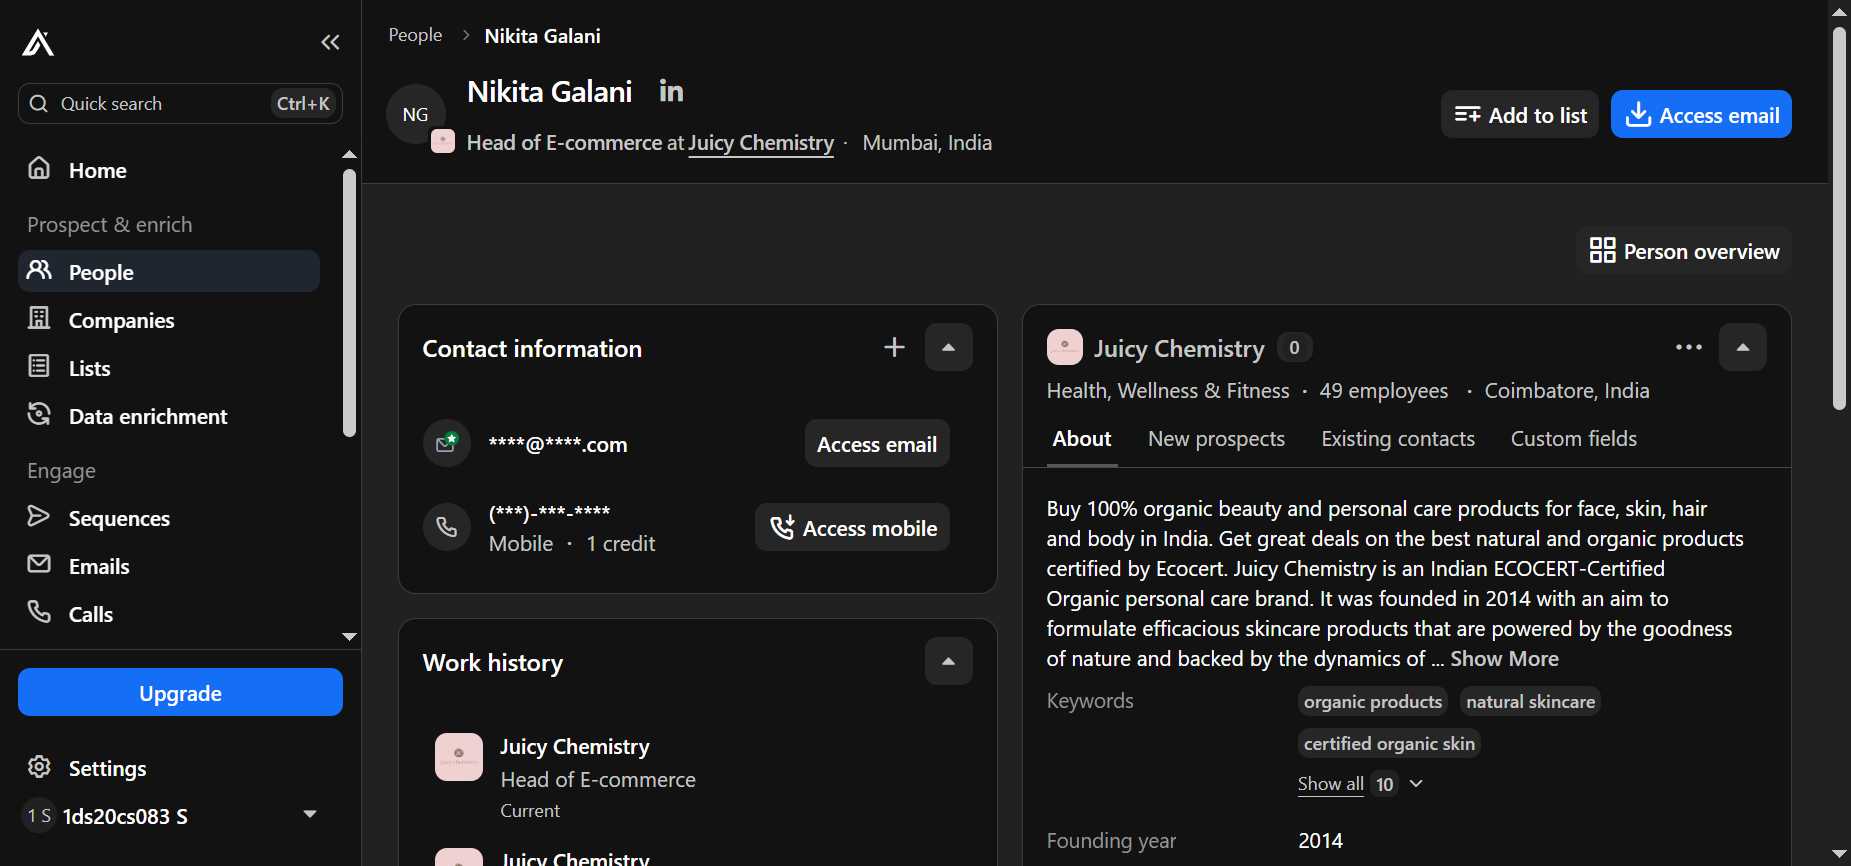 Quick search Ctrl+K
Home
Prospect & enrich
People
Companies
Lists
Data enrichment
Engage
Sequences
Emails
Calls
Upgrade
Settings
1 S 1ds20cs083 S
People > Nikita Galani
NG
Nikita Galani in
Head of E-commerce at Juicy Chemistry · Mumbai, India
Add to list
Access email
Person overview
Contact information
****@****.com
Access email
(***)-***-****
Mobile · 1 credit
Access mobile
Work history
Juicy Chemistry
Head of E-commerce
Current
Juicy Chemistry
Juicy Chemistry 0
Health, Wellness & Fitness · 49 employees · Coimbatore, India
About New prospects Existing contacts Custom fields
Buy 100% organic beauty and personal care products for face, skin, hair
and body in India. Get great deals on the best natural and organic products
certified by Ecocert. Juicy Chemistry is an Indian ECOCERT-Certified
Organic personal care brand. It was founded in 2014 with an aim to
formulate efficacious skincare products that are powered by the goodness
of nature and backed by the dynamics of ... Show More
Keywords organic products natural skincare
certified organic skin
Show all 10
Founding year 2014